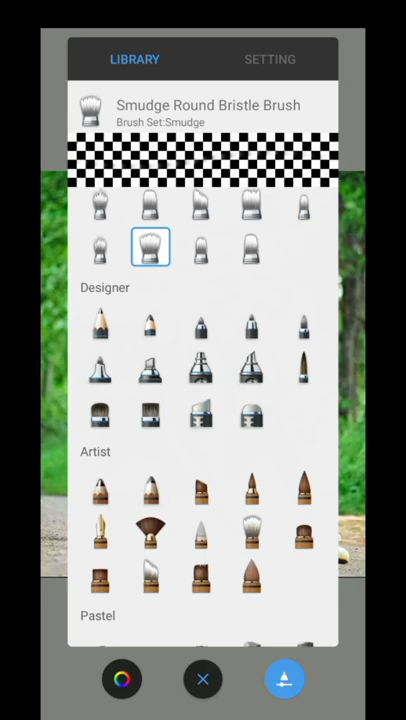 LIBRARY
SETTING
Smudge Round Bristle Brush
Brush Set:Smudge
Designer
Artist
Pastel